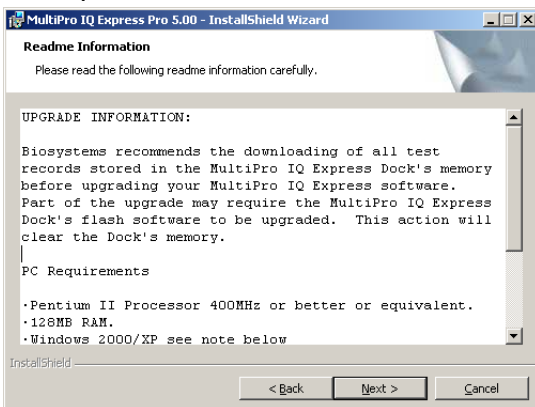 MultiPro IQ Express Pro 5.00 - InstallShield Wizard
Readme Information
Please read the following readme information carefully.
UPGRADE INFORMATION:
Biosystems recommends the downloading of all test
records stored in the MultiPro IQ Express Dock's memory
before upgrading your MultiPro IQ Express software.
Part of the upgrade may require the MultiPro IQ Express
Dock's flash software to be upgraded.  This action will
clear the Dock's memory.
PC Requirements
·Pentium II Processor 400MHz or better or equivalent.
·128MB RAM.
·Windows 2000/XP see note below
InstallShield
< Back
Next >
Cancel